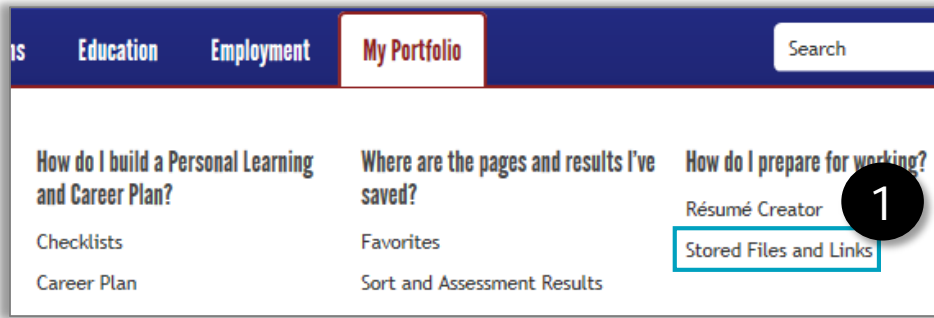 ns Education Employment My Portfolio Search
How do I build a Personal Learning
and Career Plan?
Checklists
Career Plan
Where are the pages and results I've
saved?
Favorites
Sort and Assessment Results
How do I prepare for working?
Résumé Creator
Stored Files and Links
1